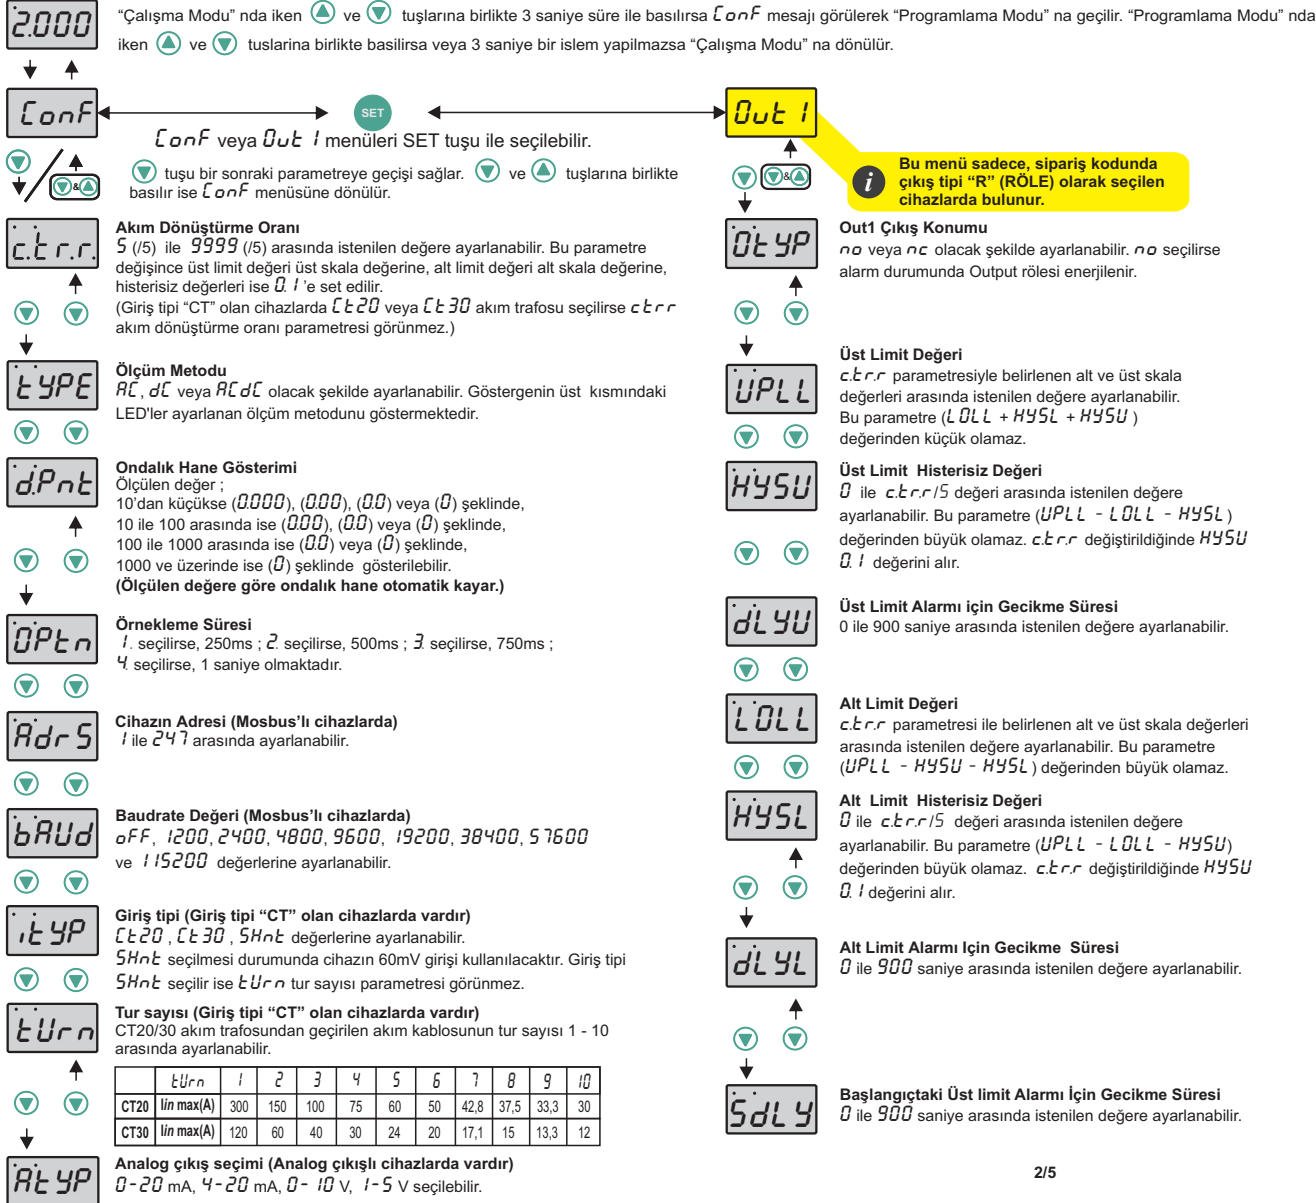 2.000
“Çalışma Modu” nda iken ve tuşlarına birlikte 3 saniye süre ile basılırsa ConF mesajı görülerek “Programlama Modu” na geçilir. “Programlama Modu” nda
iken ve tuslarina birlikte basilirsa veya 3 saniye bir islem yapilmazsa “Çalışma Modu” na dönülür.
ConF
SET
Out 1
ConF veya Out 1 menüleri SET tuşu ile seçilebilir.
tuşu bir sonraki parametreye geçişi sağlar. ve tuşlarına birlikte
basılır ise ConF menüsüne dönülür.
&
c.t r.r.
Akım Dönüştürme Oranı
5 (/5) ile 9999 (/5) arasında istenilen değere ayarlanabilir. Bu parametre
değişince üst limit değeri üst skala değerine, alt limit değeri alt skala değerine,
histerisiz değerleri ise 0.1 'e set edilir.
(Giriş tipi “CT” olan cihazlarda Ct20 veya Ct30 akım trafosu seçilirse ctrr
akım dönüştürme oranı parametresi görünmez.)
tYPE
Ölçüm Metodu
AC, dC veya ACdC olacak şekilde ayarlanabilir. Göstergenin üst kısmındaki
LED'ler ayarlanan ölçüm metodunu göstermektedir.
d.Pnt
Ondalık Hane Gösterimi
Ölçülen değer ;
10’dan küçükse (0.000), (0.00), (0.0) veya (0) şeklinde,
10 ile 100 arasında ise (0.00), (0.0) veya (0) şeklinde,
100 ile 1000 arasında ise (0.0) veya (0) şeklinde,
1000 ve üzerinde ise (0) şeklinde gösterilebilir.
(Ölçülen değere göre ondalık hane otomatik kayar.)
OPtn
Örnekleme Süresi
1. seçilirse, 250ms ; 2. seçilirse, 500ms ; 3. seçilirse, 750ms ;
4. seçilirse, 1 saniye olmaktadır.
AdrS
Cihazın Adresi (Mosbus’lı cihazlarda)
1 ile 247 arasında ayarlanabilir.
bAUd
Baudrate Değeri (Mosbus’lı cihazlarda)
oFF, 1200, 2400, 4800, 9600, 19200, 38400, 57600
ve 115200 değerlerine ayarlanabilir.
itYP
Giriş tipi (Giriş tipi “CT” olan cihazlarda vardır)
Ct20 , Ct30 , SHnt değerlerine ayarlanabilir.
SHnt seçilmesi durumunda cihazın 60mV girişi kullanılacaktır. Giriş tipi
SHnt seçilir ise tUrn tur sayısı parametresi görünmez.
tUrn
Tur sayısı (Giriş tipi “CT” olan cihazlarda vardır)
CT20/30 akım trafosundan geçirilen akım kablosunun tur sayısı 1 - 10
arasında ayarlanabilir.
tUrn 1 2 3 4 5 6 7 8 9 10
CT20 Iin max(A) 300 150 100 75 60 50 42,8 37,5 33,3 30
CT30 Iin max(A) 120 60 40 30 24 20 17,1 15 13,3 12
AtYP
Analog çıkış seçimi (Analog çıkışlı cihazlarda vardır)
0-20 mA, 4-20 mA, 0-10 V, 1-5 V seçilebilir.
i
Bu menü sadece, sipariş kodunda
çıkış tipi “R” (RÖLE) olarak seçilen
cihazlarda bulunur.
&
OtYP
Out1 Çıkış Konumu
no veya nc olacak şekilde ayarlanabilir. no seçilirse
alarm durumunda Output rölesi enerjilenir.
UPLL
Üst Limit Değeri
c.t r.r parametresiyle belirlenen alt ve üst skala
değerleri arasında istenilen değere ayarlanabilir.
Bu parametre (LOLL + HYSL + HYSU )
değerinden küçük olamaz.
HYSU
Üst Limit Histerisiz Değeri
0 ile c.t r.r/5 değeri arasında istenilen değere
ayarlanabilir. Bu parametre (UPLL - LOLL - HYSL )
değerinden büyük olamaz. c.t r.r değiştirildiğinde HYSU
0.1 değerini alır.
dLYU
Üst Limit Alarmı için Gecikme Süresi
0 ile 900 saniye arasında istenilen değere ayarlanabilir.
LOLL
Alt Limit Değeri
c.t r.r parametresi ile belirlenen alt ve üst skala değerleri
arasında istenilen değere ayarlanabilir. Bu parametre
(UPLL - HYSU - HYSL ) değerinden büyük olamaz.
HYSL
Alt Limit Histerisiz Değeri
0 ile c.t r.r/5 değeri arasında istenilen değere
ayarlanabilir. Bu parametre (UPLL - LOLL - HYSU)
değerinden büyük olamaz. c.t r.r değiştirildiğinde HYSU
0.1 değerini alır.
dLYL
Alt Limit Alarmı Için Gecikme Süresi
0 ile 900 saniye arasında istenilen değere ayarlanabilir.
SdLY
Başlangıçtaki Üst limit Alarmı İçin Gecikme Süresi
0 ile 900 saniye arasında istenilen değere ayarlanabilir.
2/5